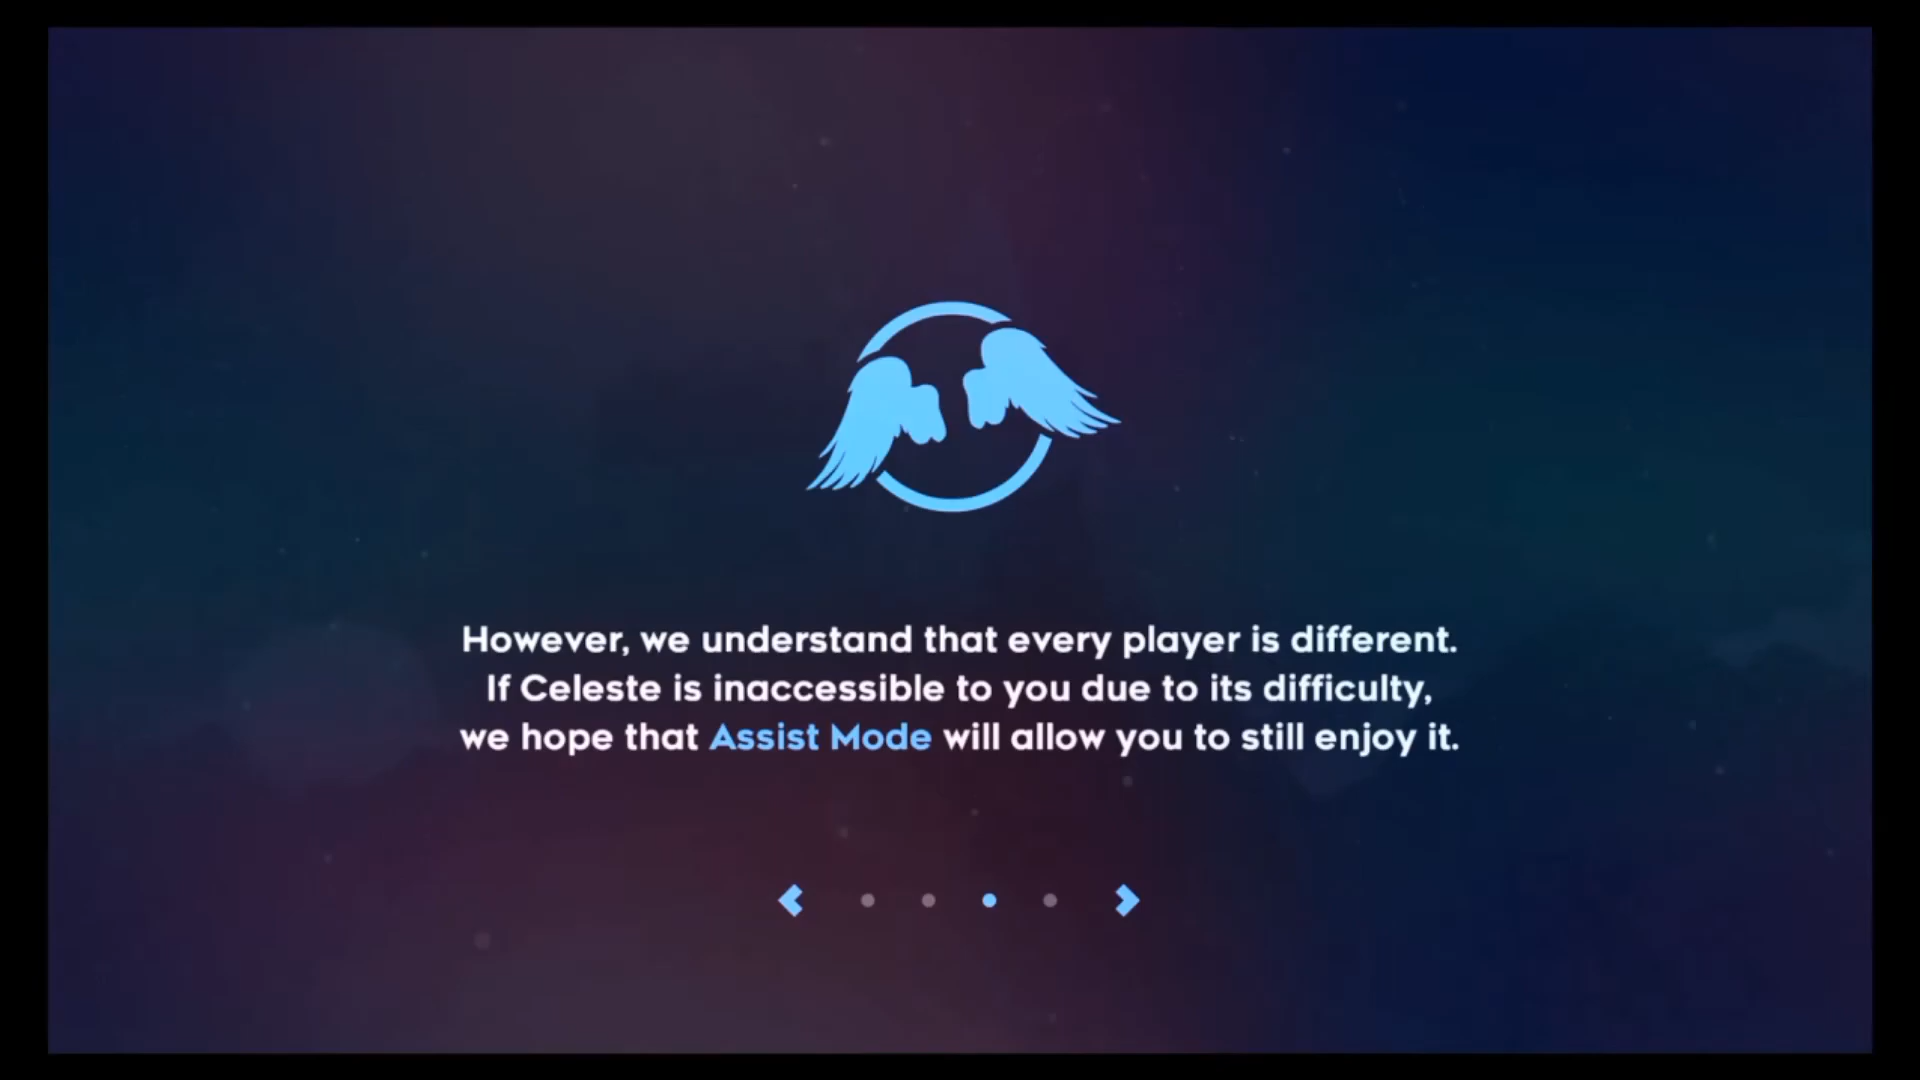 However, we understand that every player is different.
If Celeste is inaccessible to you due to its difficulty,
we hope that Assist Mode will allow you to still enjoy it.